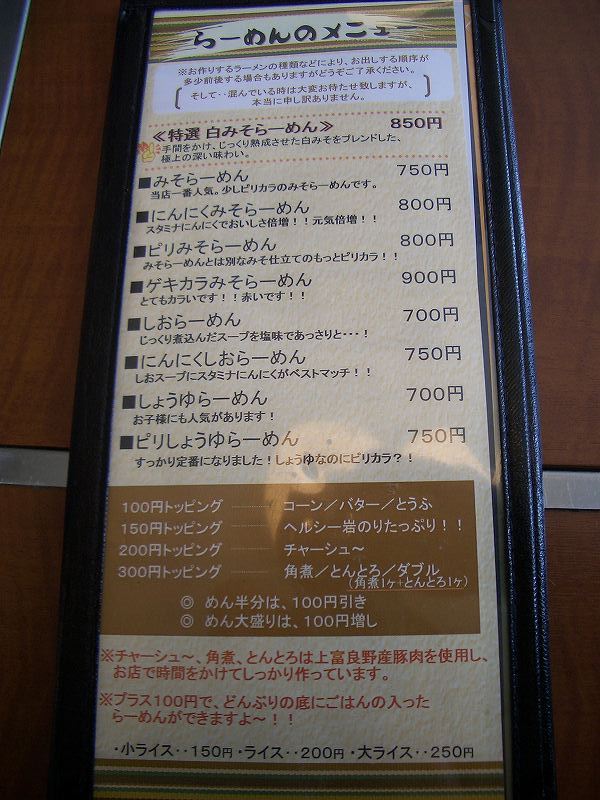 らーめんのメニュー
※お作りするラーメンの種類などにより、お出しする順序が
多少前後する場合もありますがどうぞご了承ください。
そして‥混んでいる時は大変お待たせ致しますが、
本当に申し訳ありません。
≪特選 白みそらーめん≫ 850円
手間をかけ、じっくり熟成させた白みそをブレンドした、
極上の深い味わい。
■みそらーめん 750円
当店一番人気。少しピリカラのみそらーめんです。
■にんにくみそらーめん 800円
スタミナにんにくでおいしさ倍増！！元気倍増！！
■ピリみそらーめん 800円
みそらーめんとは別なみそ仕立てのもっとピリカラ！！
■ゲキカラみそらーめん 900円
とてもカラいです！！赤いです！！
■しおらーめん 700円
じっくり煮込んだスープを塩味であっさりと・・・！
■にんにくしおらーめん 750円
しおスープにスタミナにんにくがベストマッチ！！
■しょうゆらーめん 700円
お子様にも人気があります！
■ピリしょうゆらーめん 750円
すっかり定番になりました！しょうゆなのにピリカラ？！
100円トッピング ……… コーン／バター／とうふ
150円トッピング ……… ヘルシー岩のりたっぷり！！
200円トッピング ……… チャーシュ～
300円トッピング ……… 角煮／とんとろ／ダブル
（角煮1ヶ+とんとろ1ヶ）
◎ めん半分は、100円引き
◎ めん大盛りは、100円増し
※チャーシュ～、角煮、とんとろは上富良野産豚肉を使用し、
お店で時間をかけてしっかり作っています。
※プラス100円で、どんぶりの底にごはんの入った
らーめんができますよ～！！
・小ライス‥150円・ライス‥200円・大ライス‥250円